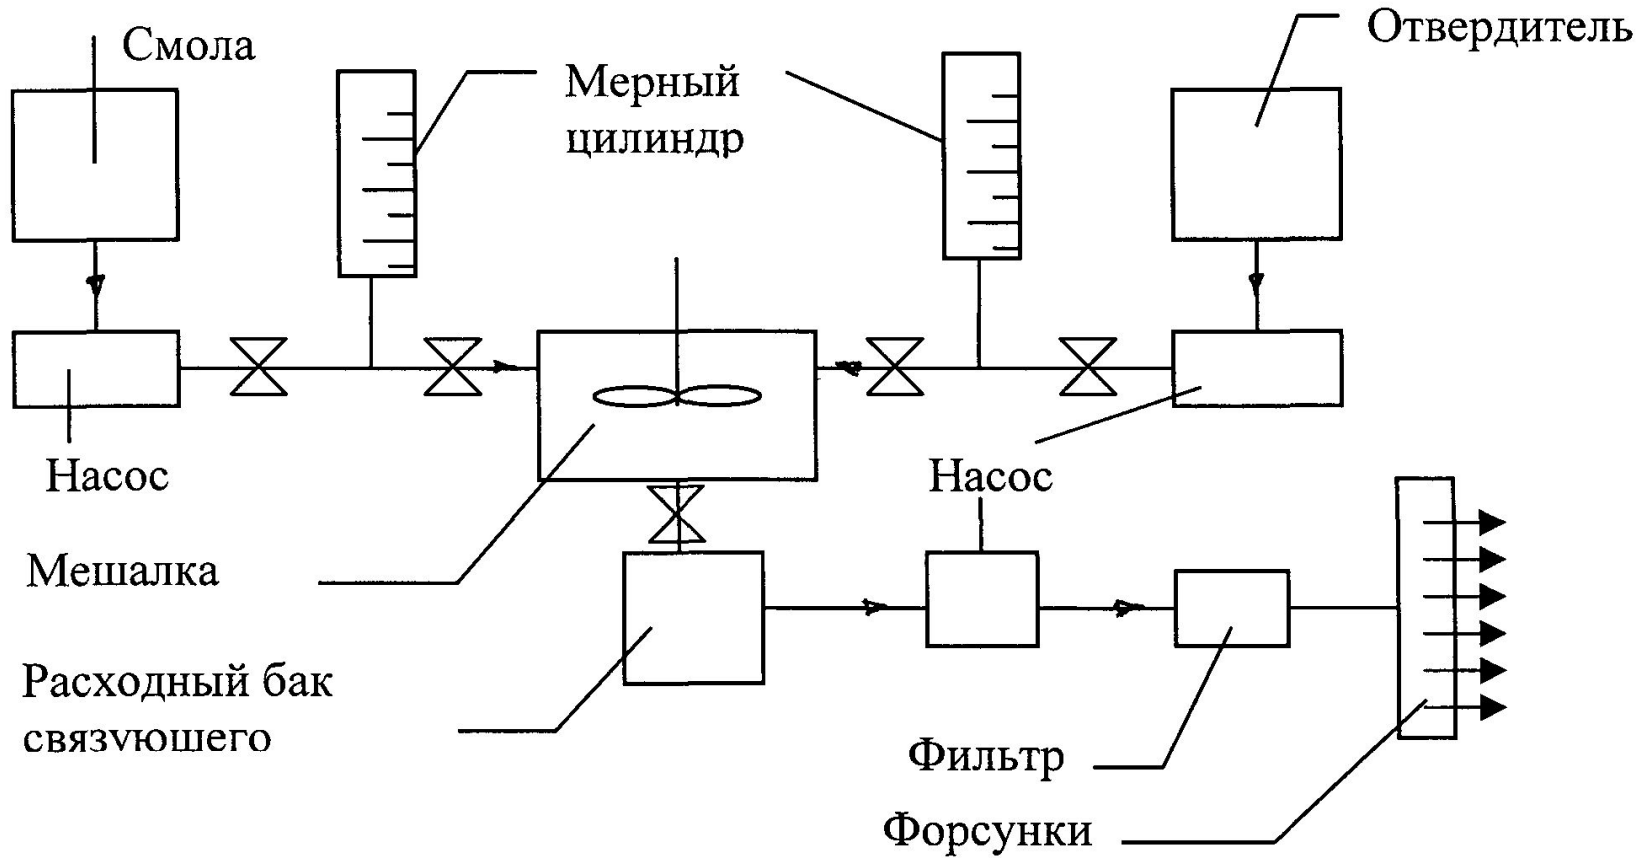 Смола
Отвердитель
Мерный
цилиндр
Насос
Насос
Мешалка
Расходный бак
связующего
Фильтр
Форсунки